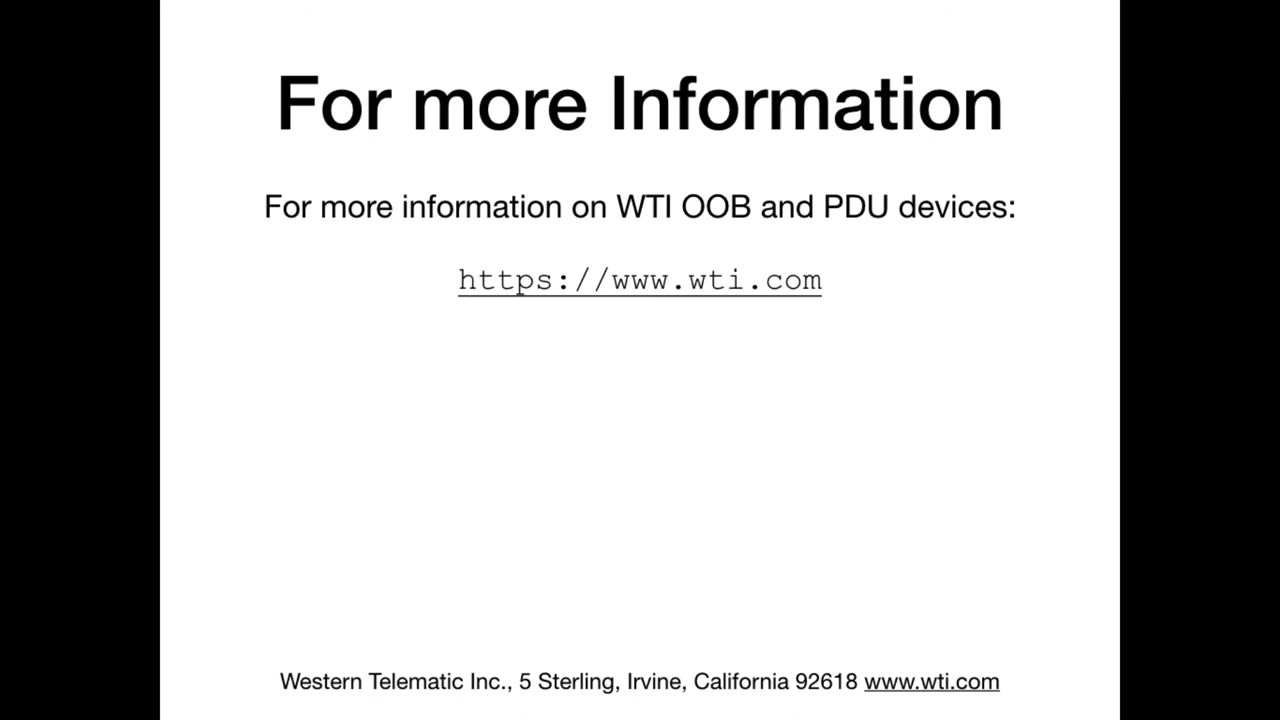 For more Information
For more information on WTI OOB and PDU devices:
https://www.wti.com
Western Telematic Inc., 5 Sterling, Irvine, California 92618 www.wti.com